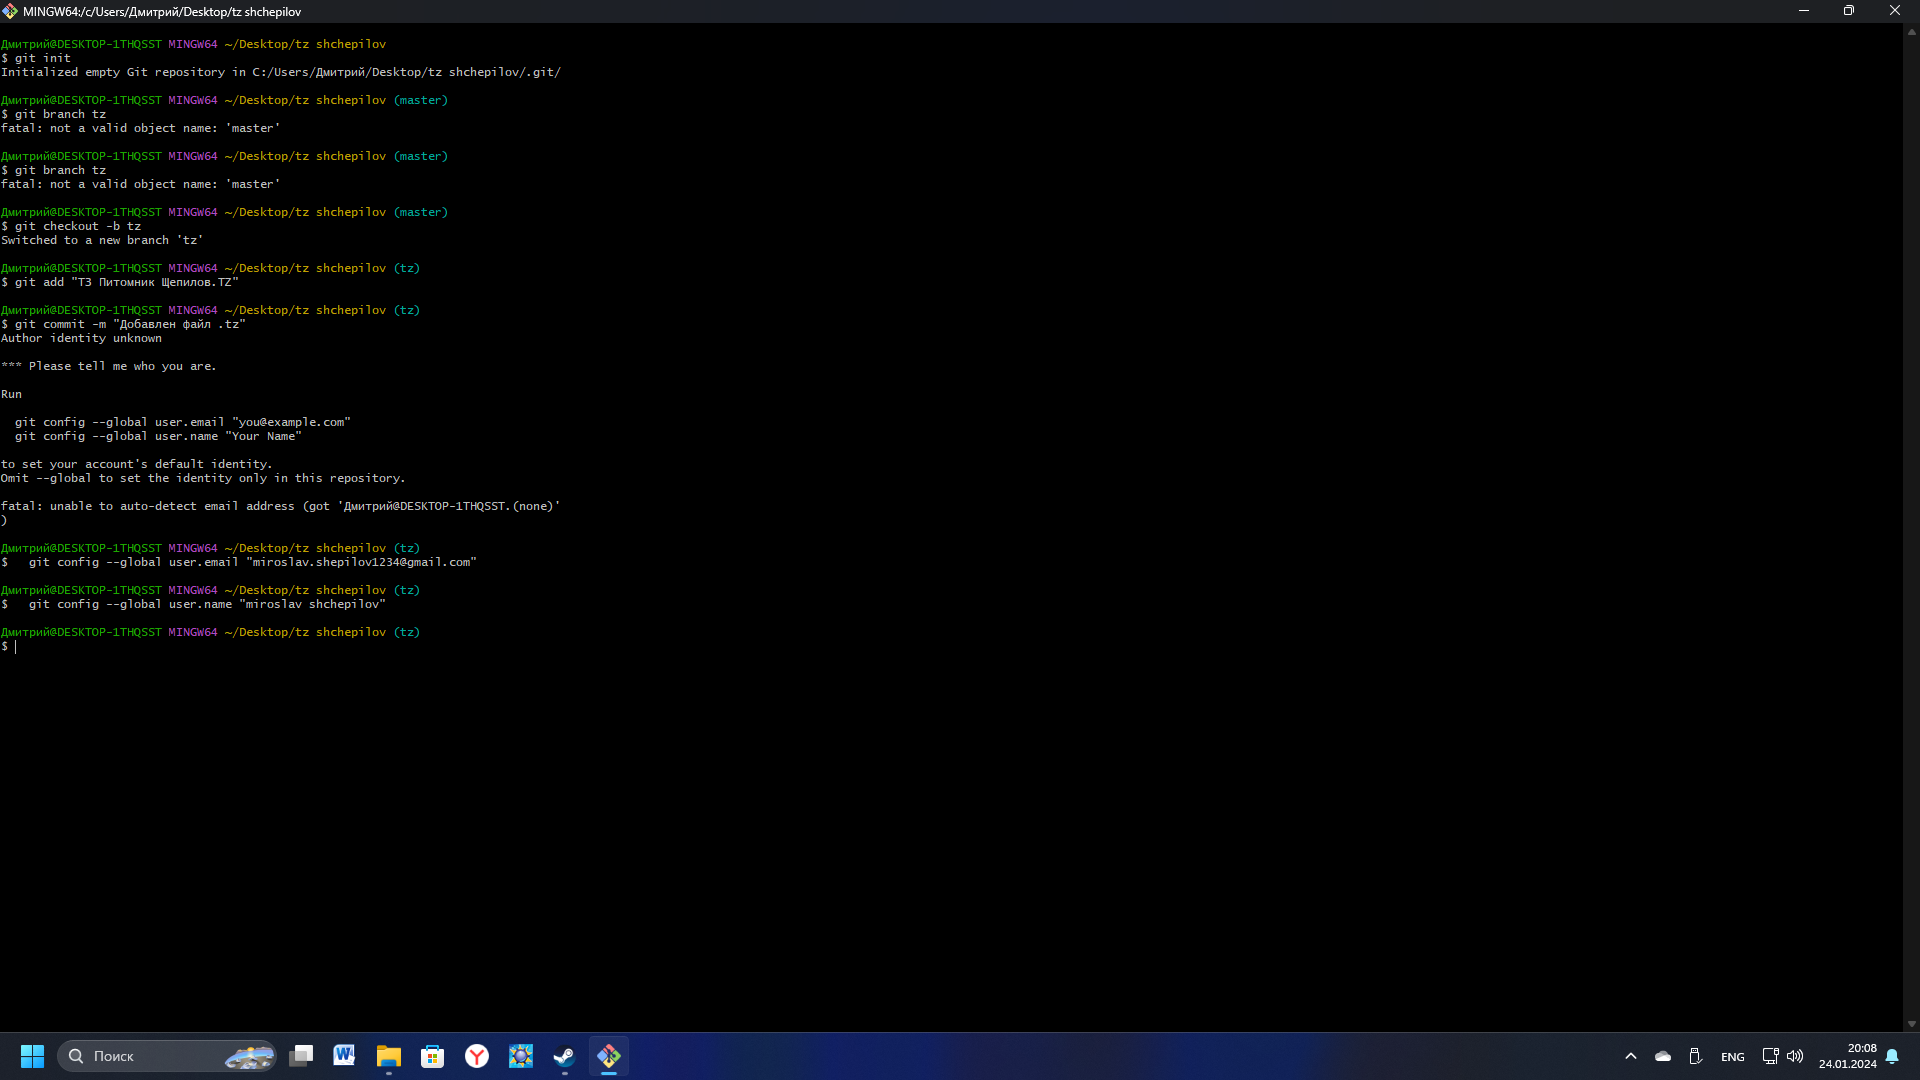 MINGW64:/c/Users/Дмитрий/Desktop/tz shchepilov
Дмитрий@DESKTOP-1THQSST MINGW64 ~/Desktop/tz shchepilov
$ git init
Initialized empty Git repository in C:/Users/Дмитрий/Desktop/tz shchepilov/.git/
Дмитрий@DESKTOP-1THQSST MINGW64 ~/Desktop/tz shchepilov (master)
$ git branch tz
fatal: not a valid object name: 'master'
Дмитрий@DESKTOP-1THQSST MINGW64 ~/Desktop/tz shchepilov (master)
$ git branch tz
fatal: not a valid object name: 'master'
Дмитрий@DESKTOP-1THQSST MINGW64 ~/Desktop/tz shchepilov (master)
$ git checkout -b tz
Switched to a new branch 'tz'
Дмитрий@DESKTOP-1THQSST MINGW64 ~/Desktop/tz shchepilov (tz)
$ git add "ТЗ Питомник Щепилов.TZ"
Дмитрий@DESKTOP-1THQSST MINGW64 ~/Desktop/tz shchepilov (tz)
$ git commit -m "Добавлен файл .tz"
Author identity unknown
*** Please tell me who you are.
Run
git config --global user.email "you@example.com"
git config --global user.name "Your Name"
to set your account's default identity.
Omit --global to set the identity only in this repository.
fatal: unable to auto-detect email address (got 'Дмитрий@DESKTOP-1THQSST.(none)'
)
Дмитрий@DESKTOP-1THQSST MINGW64 ~/Desktop/tz shchepilov (tz)
$   git config --global user.email "miroslav.shepilov1234@gmail.com"
Дмитрий@DESKTOP-1THQSST MINGW64 ~/Desktop/tz shchepilov (tz)
$   git config --global user.name "miroslav shchepilov"
Дмитрий@DESKTOP-1THQSST MINGW64 ~/Desktop/tz shchepilov (tz)
$
Поиск
ENG
20:08
24.01.2024